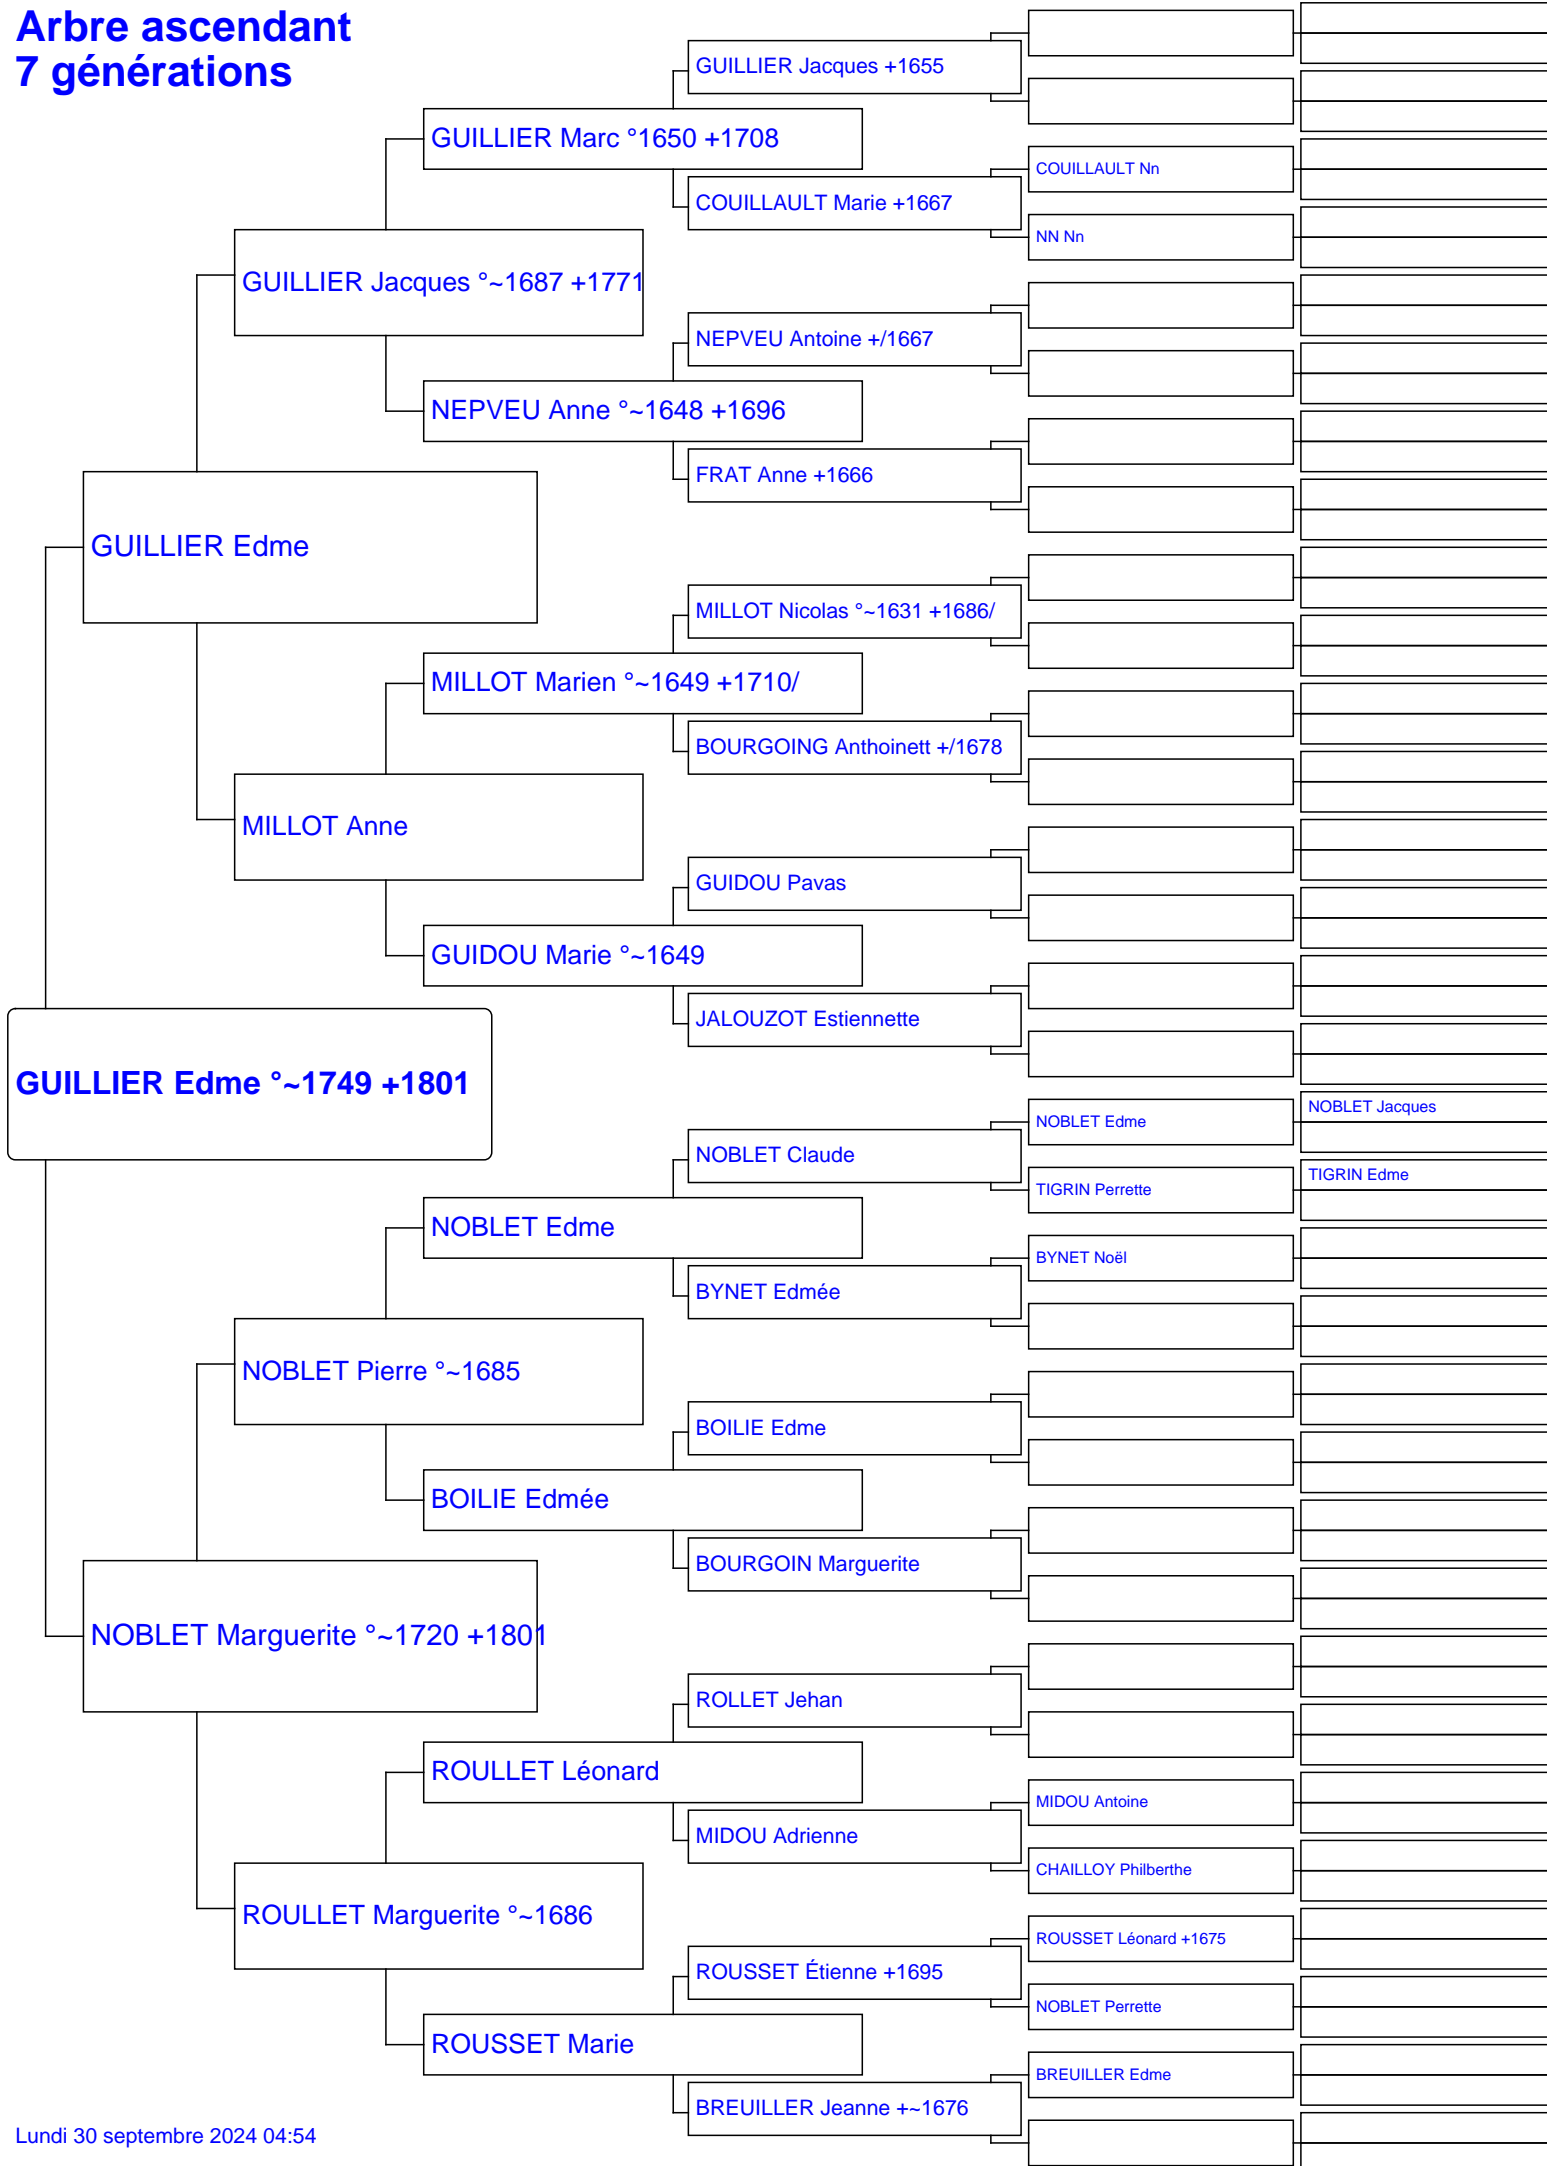 Arbre ascendant
7 générations
GUILLIER Jacques +1655
GUILLIER Marc °1650 +1708
COUILLAULT Nn
COUILLAULT Marie +1667
NN Nn
GUILLIER Jacques °~1687 +1771
NEPVEU Antoine +/1667
NEPVEU Anne °~1648 +1696
FRAT Anne +1666
GUILLIER Edme
MILLOT Nicolas °~1631 +1686/
MILLOT Marien °~1649 +1710/
BOURGOING Anthoinett +/1678
MILLOT Anne
GUIDOU Pavas
GUIDOU Marie °~1649
JALOUZOT Estiennette
GUILLIER Edme °~1749 +1801
NOBLET Jacques
NOBLET Edme
NOBLET Claude
TIGRIN Edme
TIGRIN Perrette
NOBLET Edme
BYNET Noël
BYNET Edmée
NOBLET Pierre °~1685
BOILIE Edme
BOILIE Edmée
BOURGOIN Marguerite
NOBLET Marguerite °~1720 +1801
ROLLET Jehan
ROULLET Léonard
MIDOU Antoine
MIDOU Adrienne
CHAILLOY Philberthe
ROULLET Marguerite °~1686
ROUSSET Léonard +1675
ROUSSET Étienne +1695
NOBLET Perrette
ROUSSET Marie
BREUILLER Edme
BREUILLER Jeanne +~1676
Lundi 30 septembre 2024 04:54